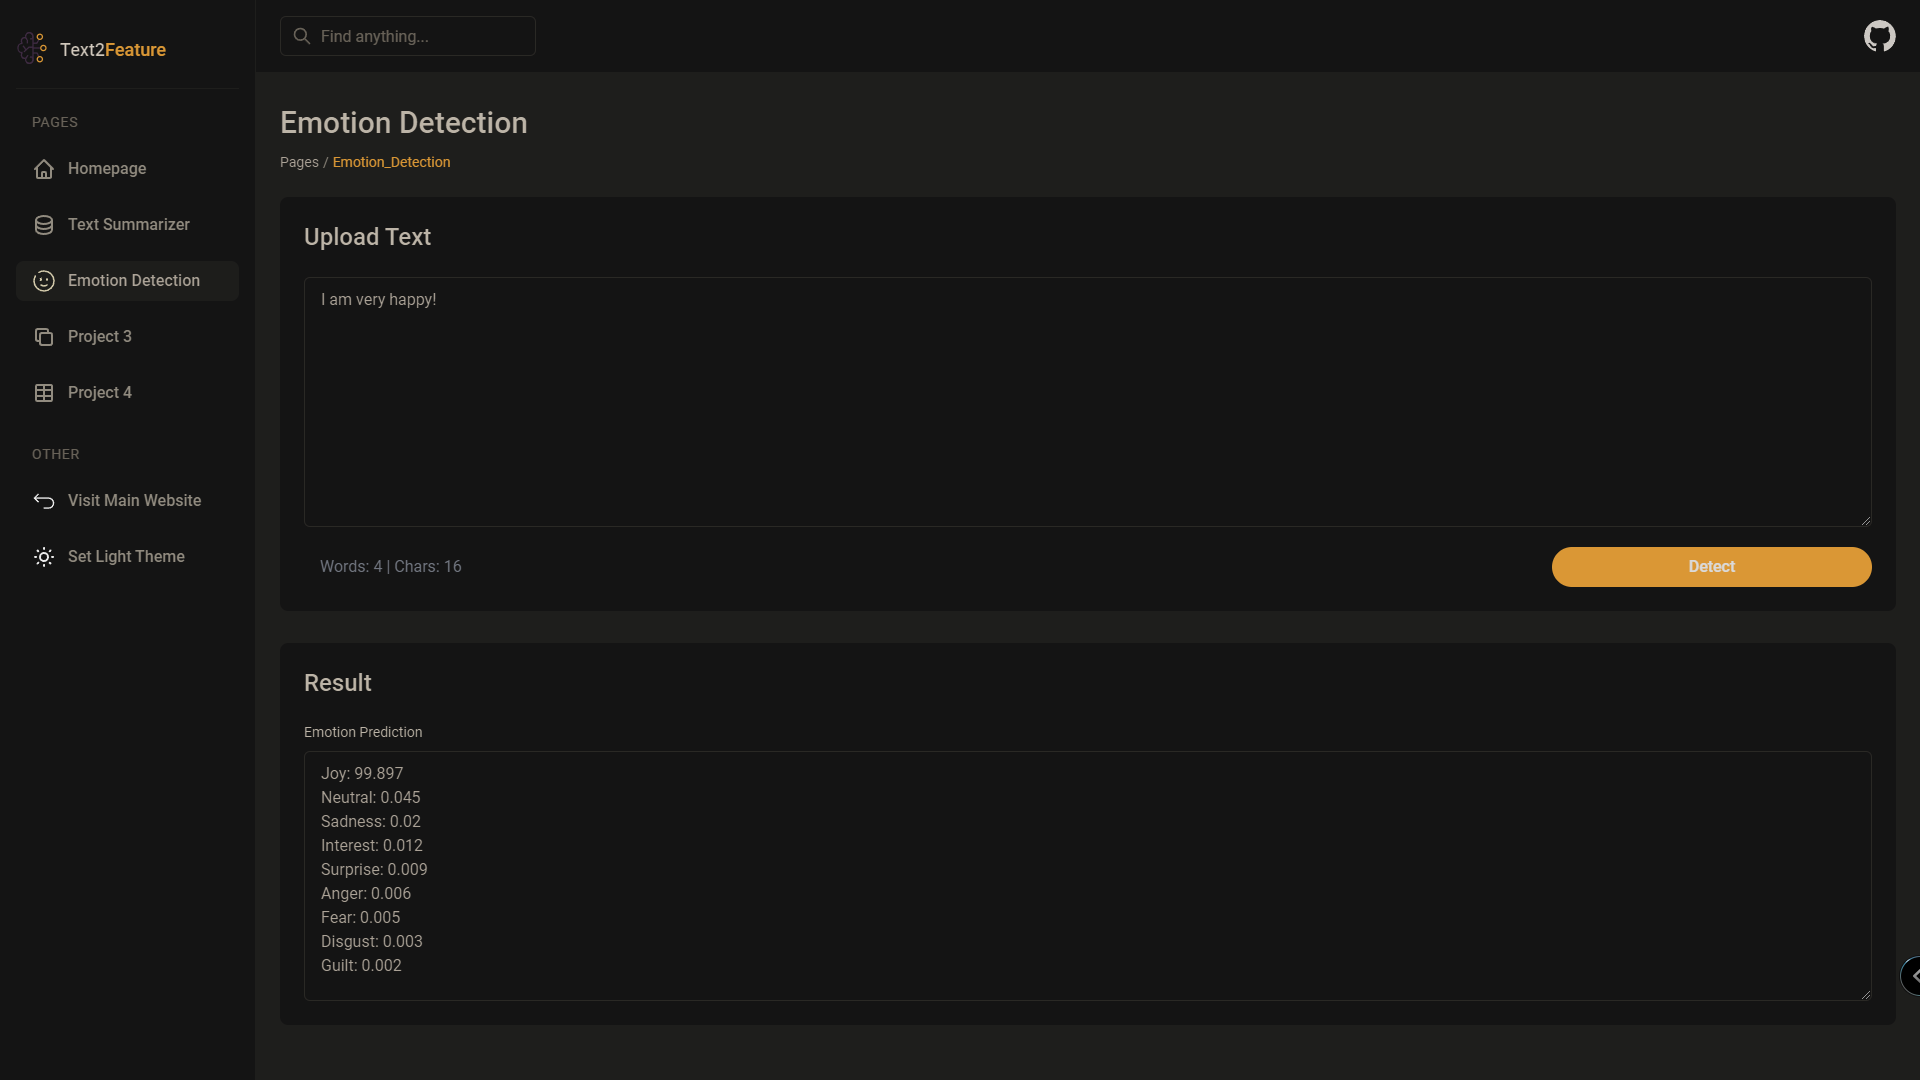 Text2Feature
PAGES
Homepage
Text Summarizer
Emotion Detection
Project 3
Project 4
OTHER
Visit Main Website
Set Light Theme
Find anything...
Emotion Detection
Pages / Emotion_Detection
Upload Text
I am very happy!
Words: 4 | Chars: 16
Detect
Result
Emotion Prediction
Joy: 99.897
Neutral: 0.045
Sadness: 0.02
Interest: 0.012
Surprise: 0.009
Anger: 0.006
Fear: 0.005
Disgust: 0.003
Guilt: 0.002